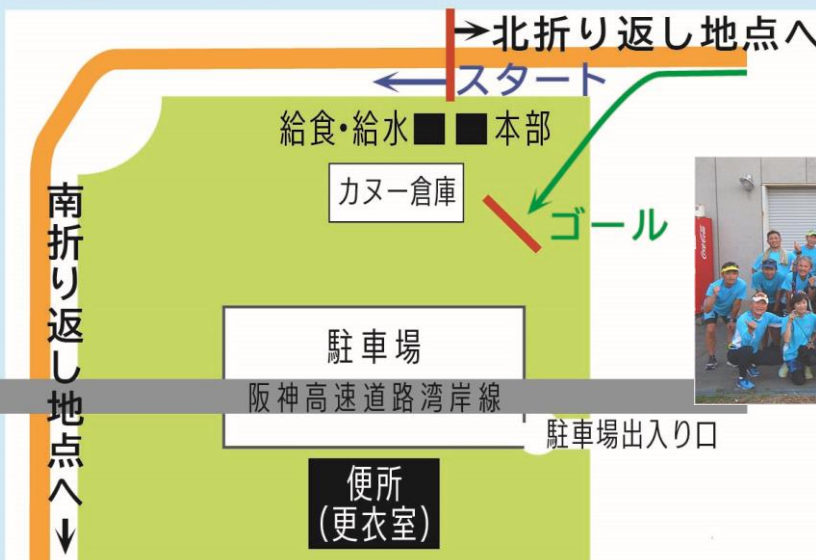 →北折り返し地点へ
←スタート
給食・給水■ ■本部
カヌー倉庫
ゴール
南折り返し地点へ↓
駐車場
阪神高速道路湾岸線
駐車場出入り口
便所
(更衣室)
Coca-Cola